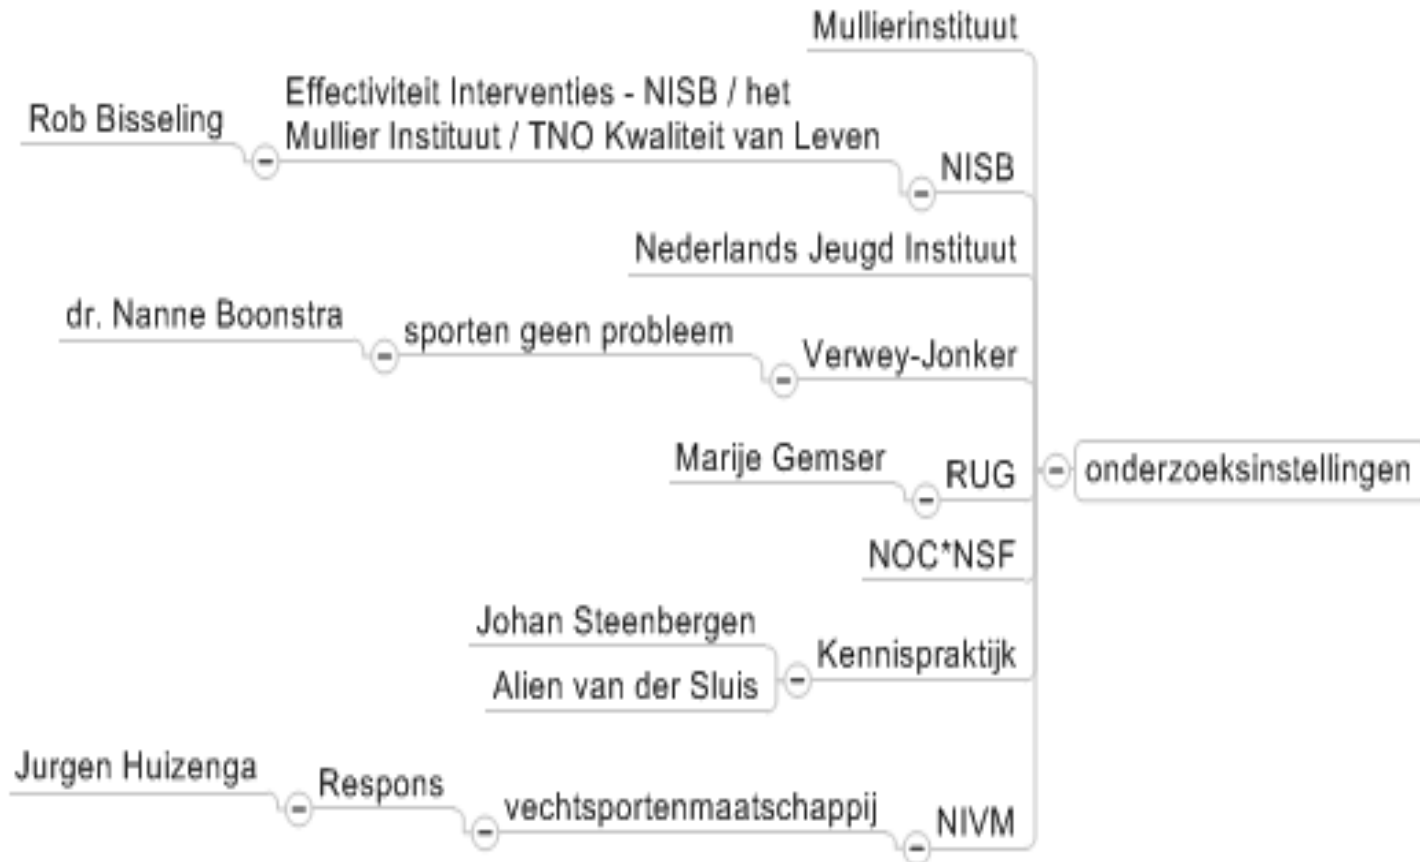 Mullierinstituut
Rob Bisseling
Effectiviteit Interventies - NISB / het
Mullier Instituut / TNO Kwaliteit van Leven
NISB
Nederlands Jeugd Instituut
dr. Nanne Boonstra
sporten geen probleem
Verwey-Jonker
Marije Gemser
RUG
onderzoeksinstellingen
NOC*NSF
Johan Steenbergen
Alien van der Sluis
Kennispraktijk
Jurgen Huizenga
Respons
vechtsportenmaatschappij
NIVM